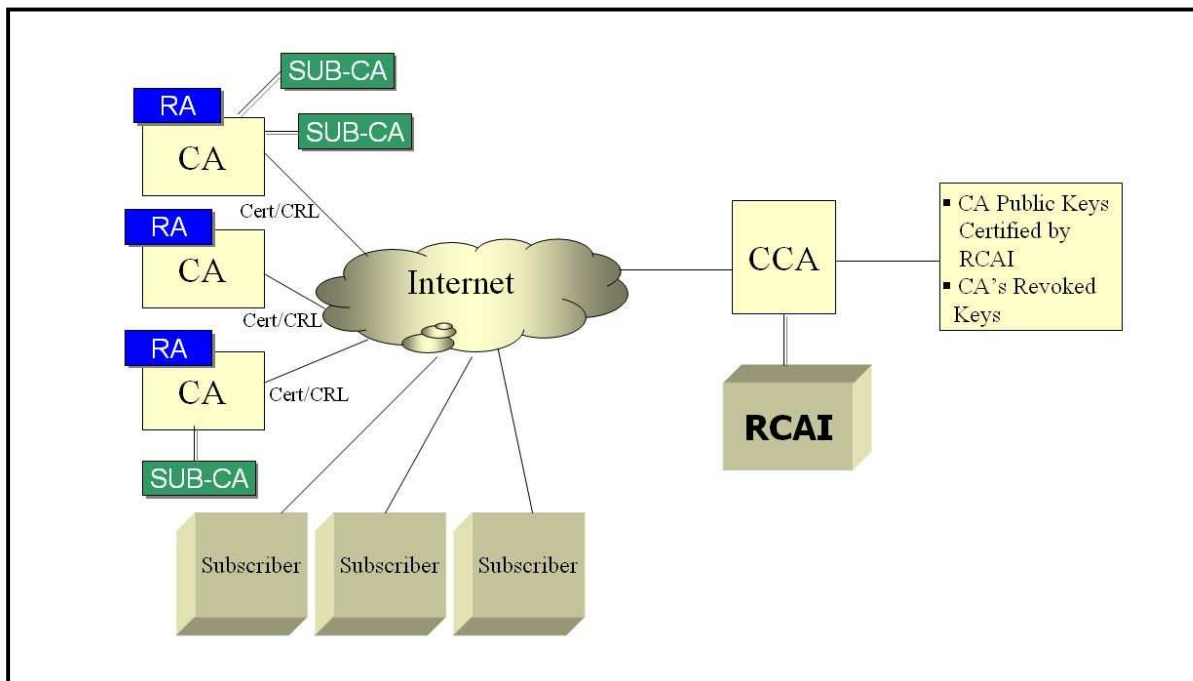 SUB-CA
RA
SUB-CA
CA
Cert/CRL
RA
CA
Cert/CRL
RA
CA
Cert/CRL
SUB-CA
Internet
CCA
▪ CA Public Keys
Certified by
RCAI
▪ CA's Revoked
Keys
RCAI
Subscriber
Subscriber
Subscriber